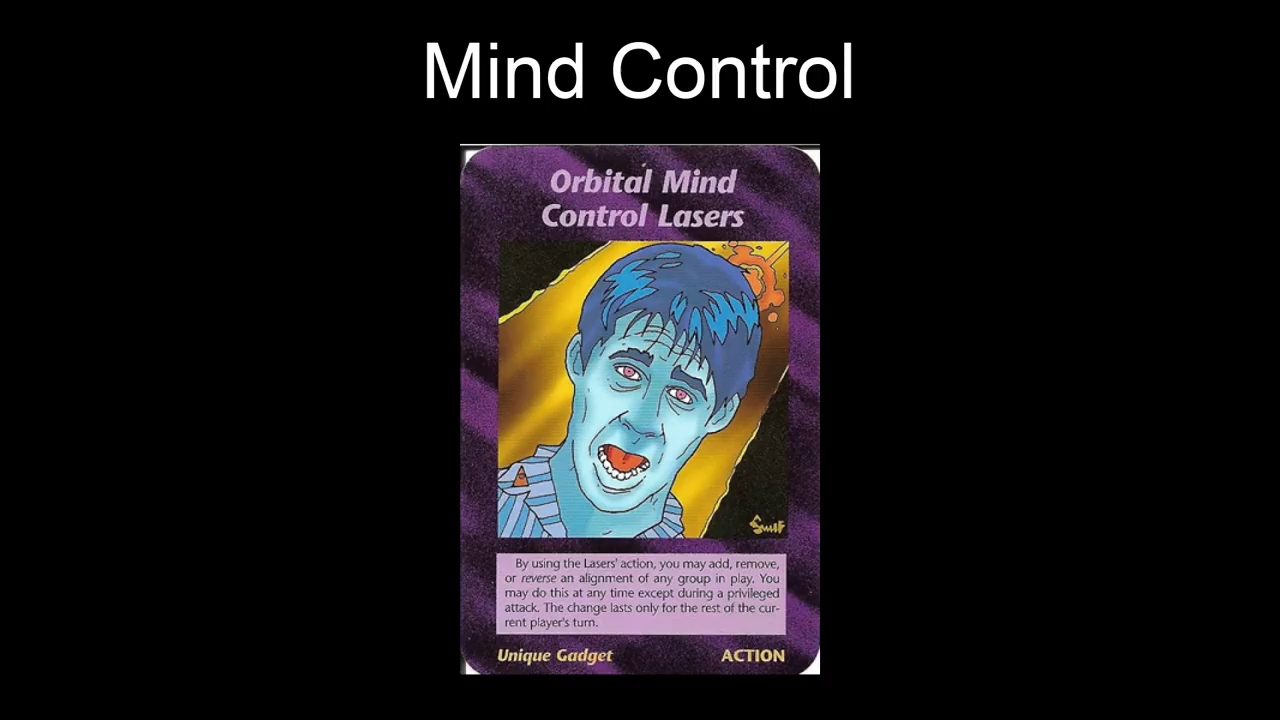 Mind Control
Orbital Mind
Control Lasers
By using the Lasers' action, you may add, remove,
or reverse an alignment of any group in play. You
may do this at any time except during a privileged
attack. The change lasts only for the rest of the cur-
rent player's turn.
Unique Gadget
ACTION